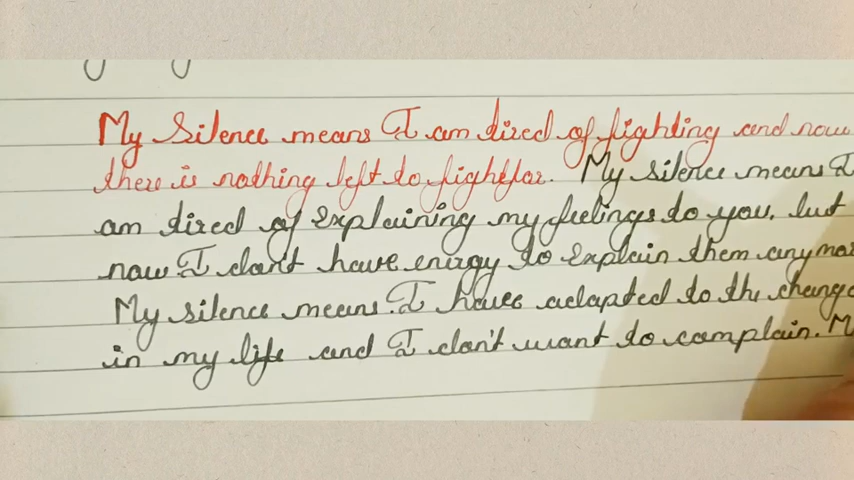 My Silence means I am tired of fighting and now
there is nothing left to fight for. My silence means I
am tired of explaining my feelings to you, but
now I don't have energy to explain them anymor
My silence means I have adapted to the change
in my life and I don't want to complain. M